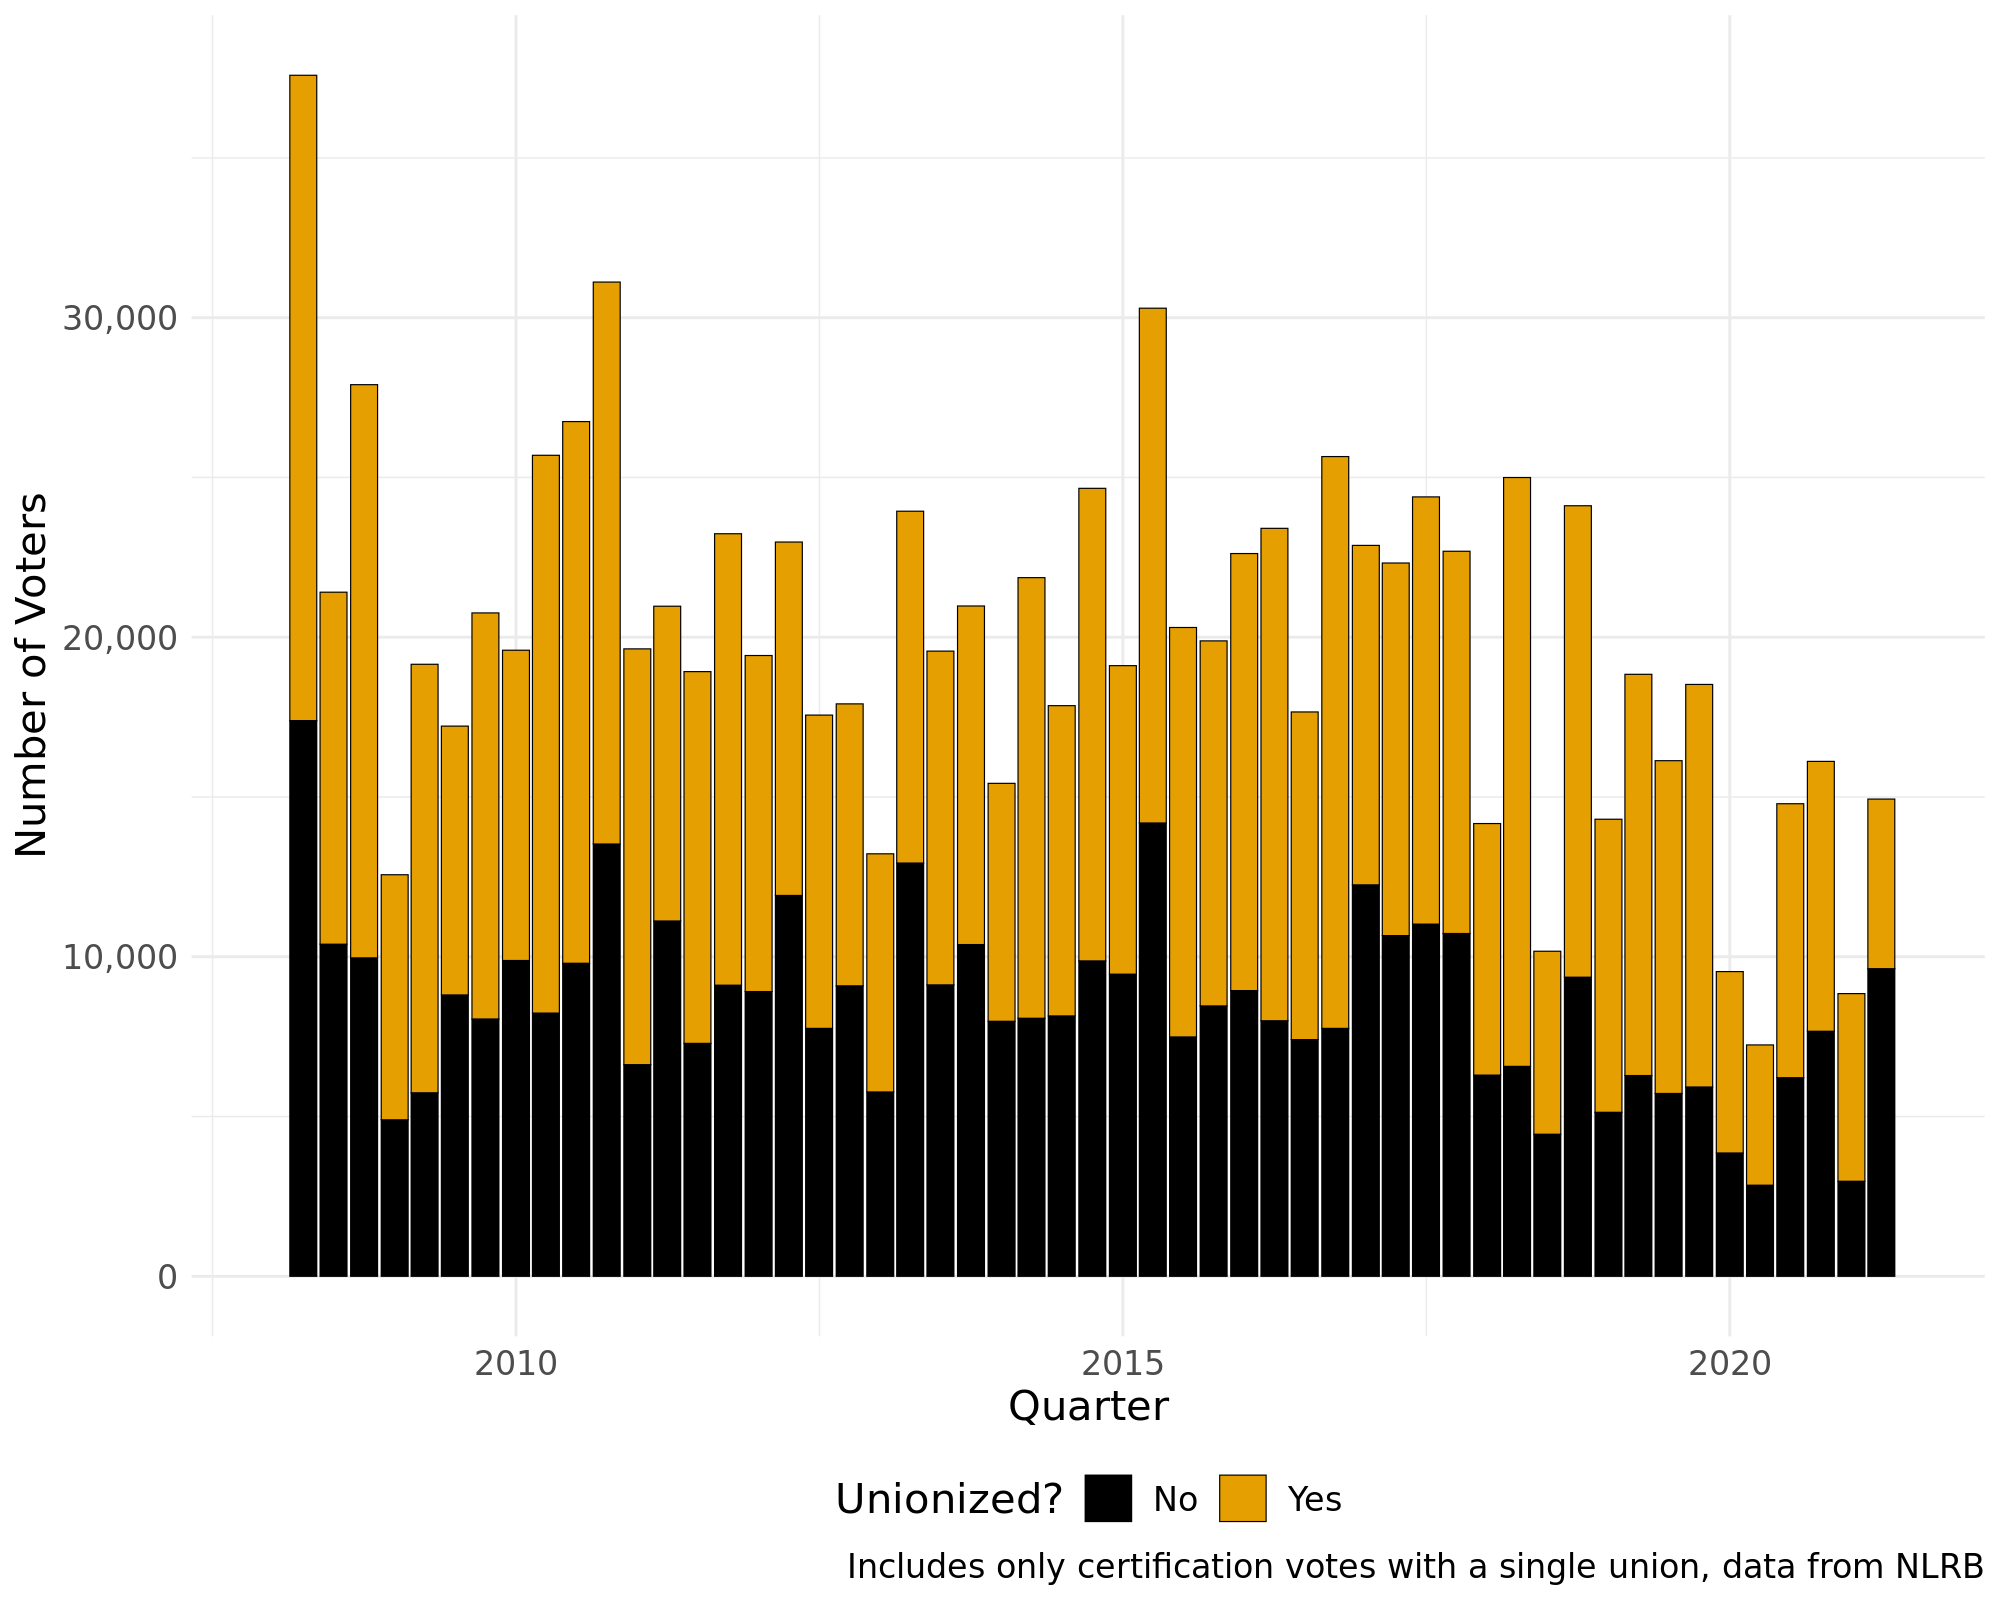 Number of Voters
30,000
20,000
10,000
0
2010 2015 2020
Quarter
Unionized? No Yes
Includes only certification votes with a single union, data from NLRB